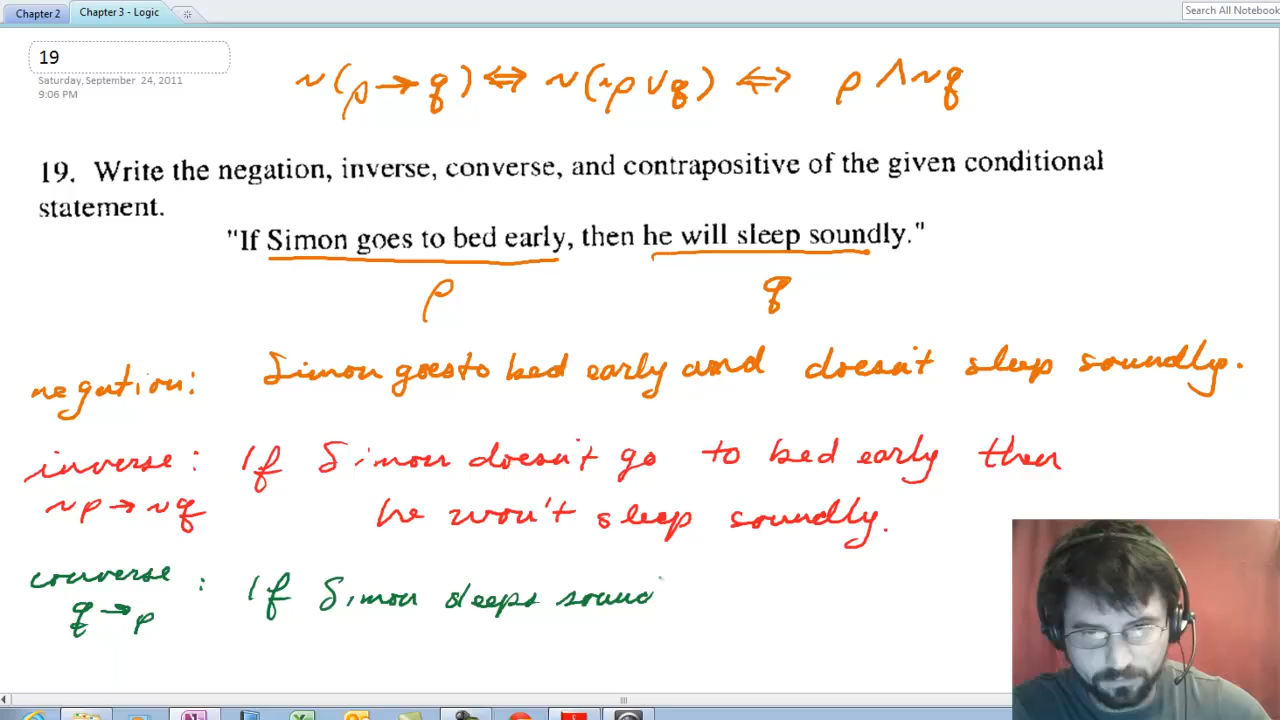 Chapter 2
Chapter 3 - Logic
Search All Notebook
19
Saturday, September 24, 2011
9:06 PM
~(p → q) ⇔ ~(~p ∨ q) ⇔ p ∧ ~q
19. Write the negation, inverse, converse, and contrapositive of the given conditional
statement.
"If Simon goes to bed early, then he will sleep soundly."
p q
negation: Simon goes to bed early and doesn't sleep soundly.
inverse: If Simon doesn't go to bed early then
~p → ~q he won't sleep soundly.
converse: If Simon sleeps sound
q → p